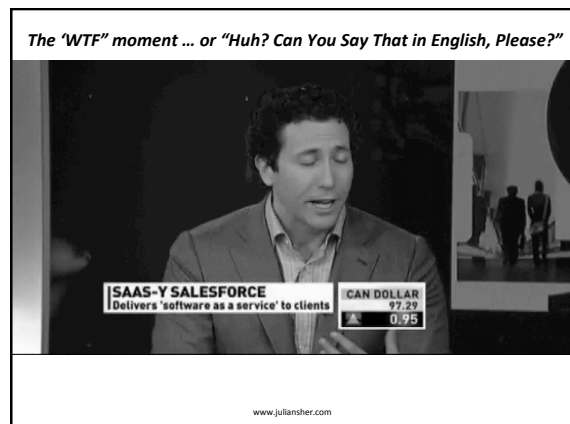 The ‘WTF” moment … or “Huh? Can You Say That in English, Please?”
SAAS-Y SALESFORCE
Delivers 'software as a service' to clients
CAN DOLLAR
97.29
0.95
www.juliansher.com